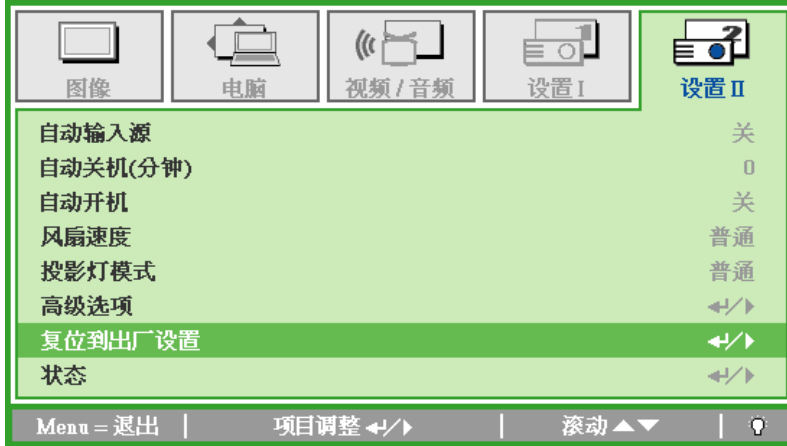 图像 电脑 视频 / 音频 设置 I 设置 II
自动输入源 关
自动关机(分钟) 0
自动开机 关
风扇速度 普通
投影灯模式 普通
高级选项
复位到出厂设置
状态
Menu = 退出 项目调整 滚动